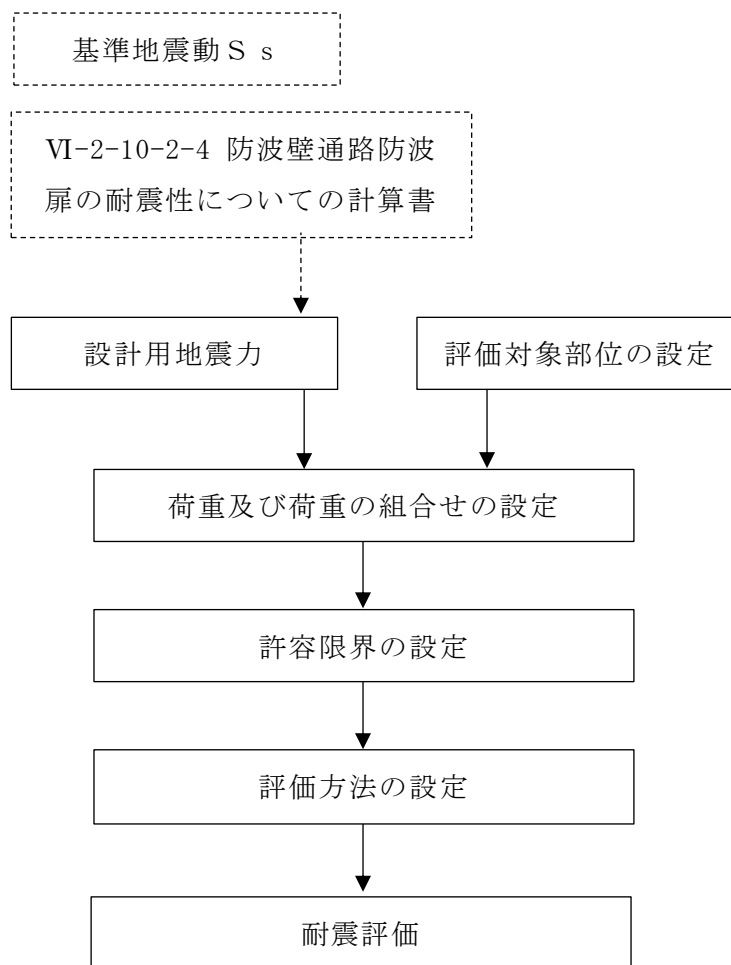 基準地震動Ｓｓ
Ⅵ-2-10-2-4 防波壁通路防波
扉の耐震性についての計算書
設計用地震力
評価対象部位の設定
荷重及び荷重の組合せの設定
許容限界の設定
評価方法の設定
耐震評価